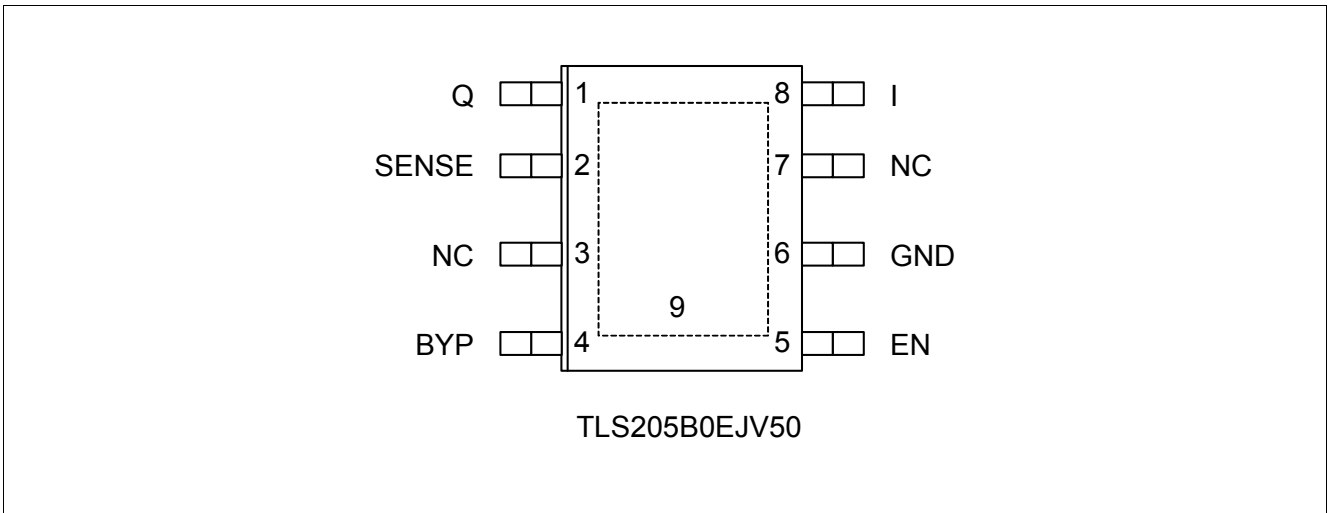 Q 1 8 I
SENSE 2 7 NC
NC 3 6 GND
9
BYP 4 5 EN
TLS205B0EJV50